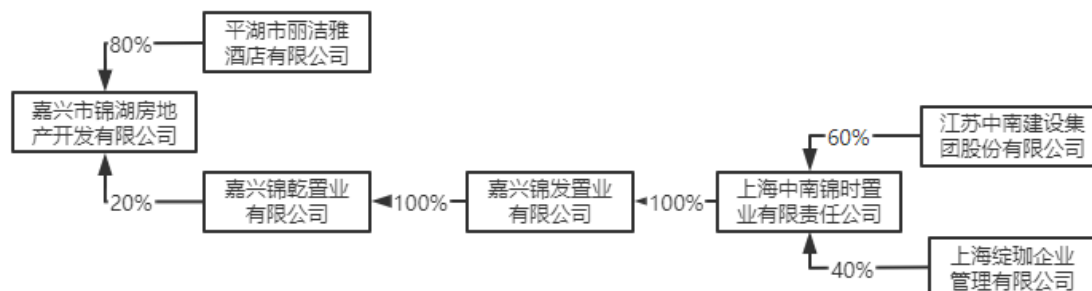 平湖市丽洁雅
酒店有限公司
80%
嘉兴市锦湖房地
产开发有限公司
江苏中南建设集
团股份有限公司
60%
20%
嘉兴锦乾置业
有限公司
100%
嘉兴锦发置业
有限公司
100%
上海中南锦时置
业有限责任公司
40%
上海绽珈企业
管理有限公司